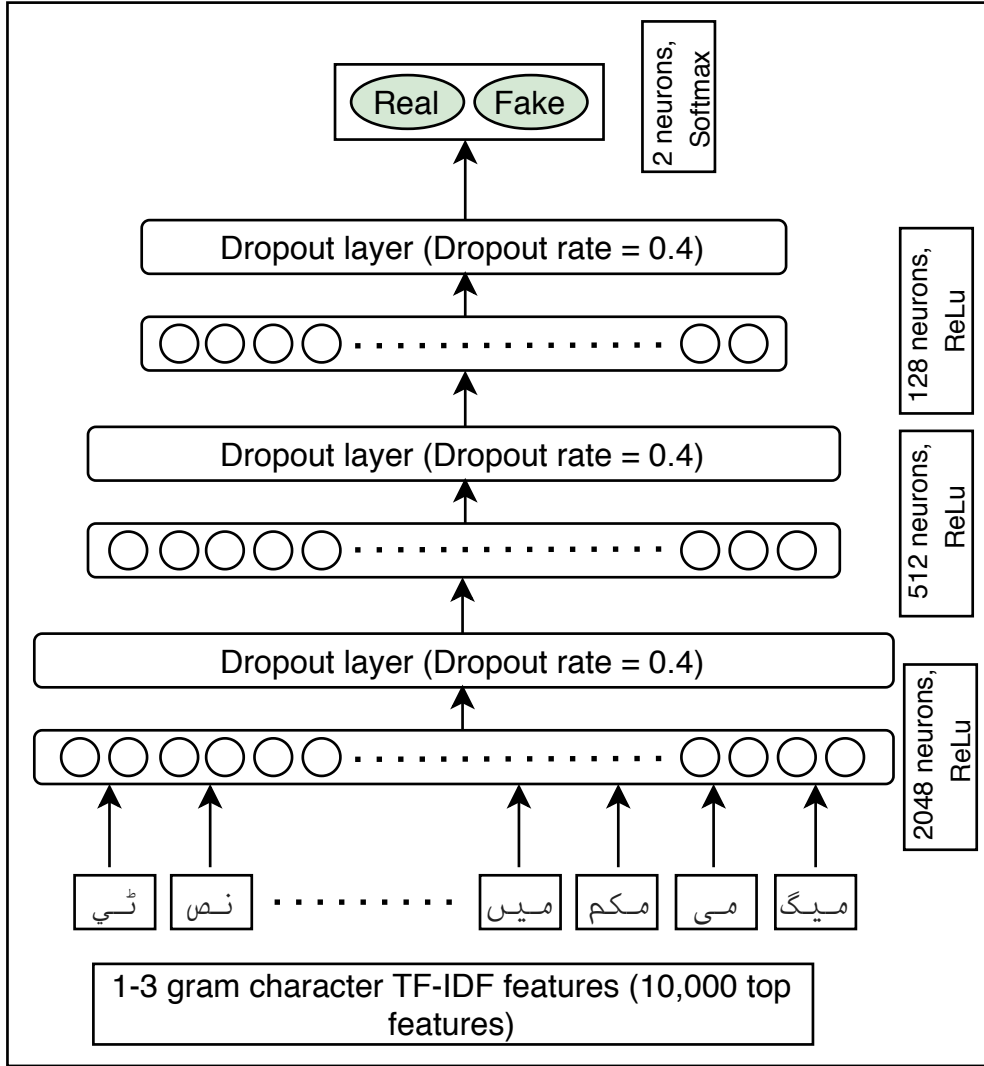 Real
Fake
2 neurons,
Softmax
Dropout layer (Dropout rate = 0.4)
128 neurons,
ReLu
Dropout layer (Dropout rate = 0.4)
512 neurons,
ReLu
Dropout layer (Dropout rate = 0.4)
2048 neurons,
ReLu
ٹي
نص
میں
مکم
می
میگ
1-3 gram character TF-IDF features (10,000 top
features)